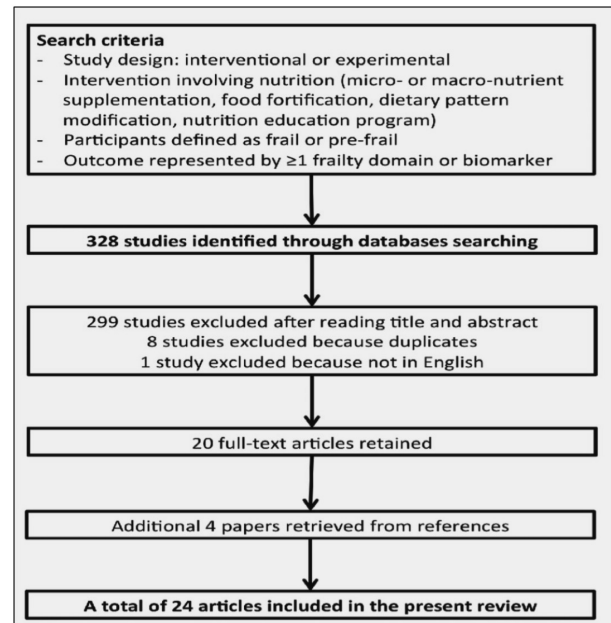 Search criteria
- Study design: interventional or experimental
- Intervention involving nutrition (micro- or macro-nutrient
supplementation, food fortification, dietary pattern
modification, nutrition education program)
- Participants defined as frail or pre-frail
- Outcome represented by ≥1 frailty domain or biomarker
328 studies identified through databases searching
299 studies excluded after reading title and abstract
8 studies excluded because duplicates
1 study excluded because not in English
20 full-text articles retained
Additional 4 papers retrieved from references
A total of 24 articles included in the present review